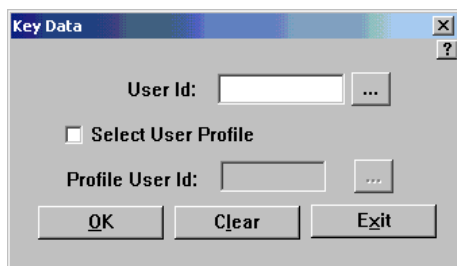 Key Data
?
User Id: ...
Select User Profile
Profile User Id: ...
OK Clear Exit